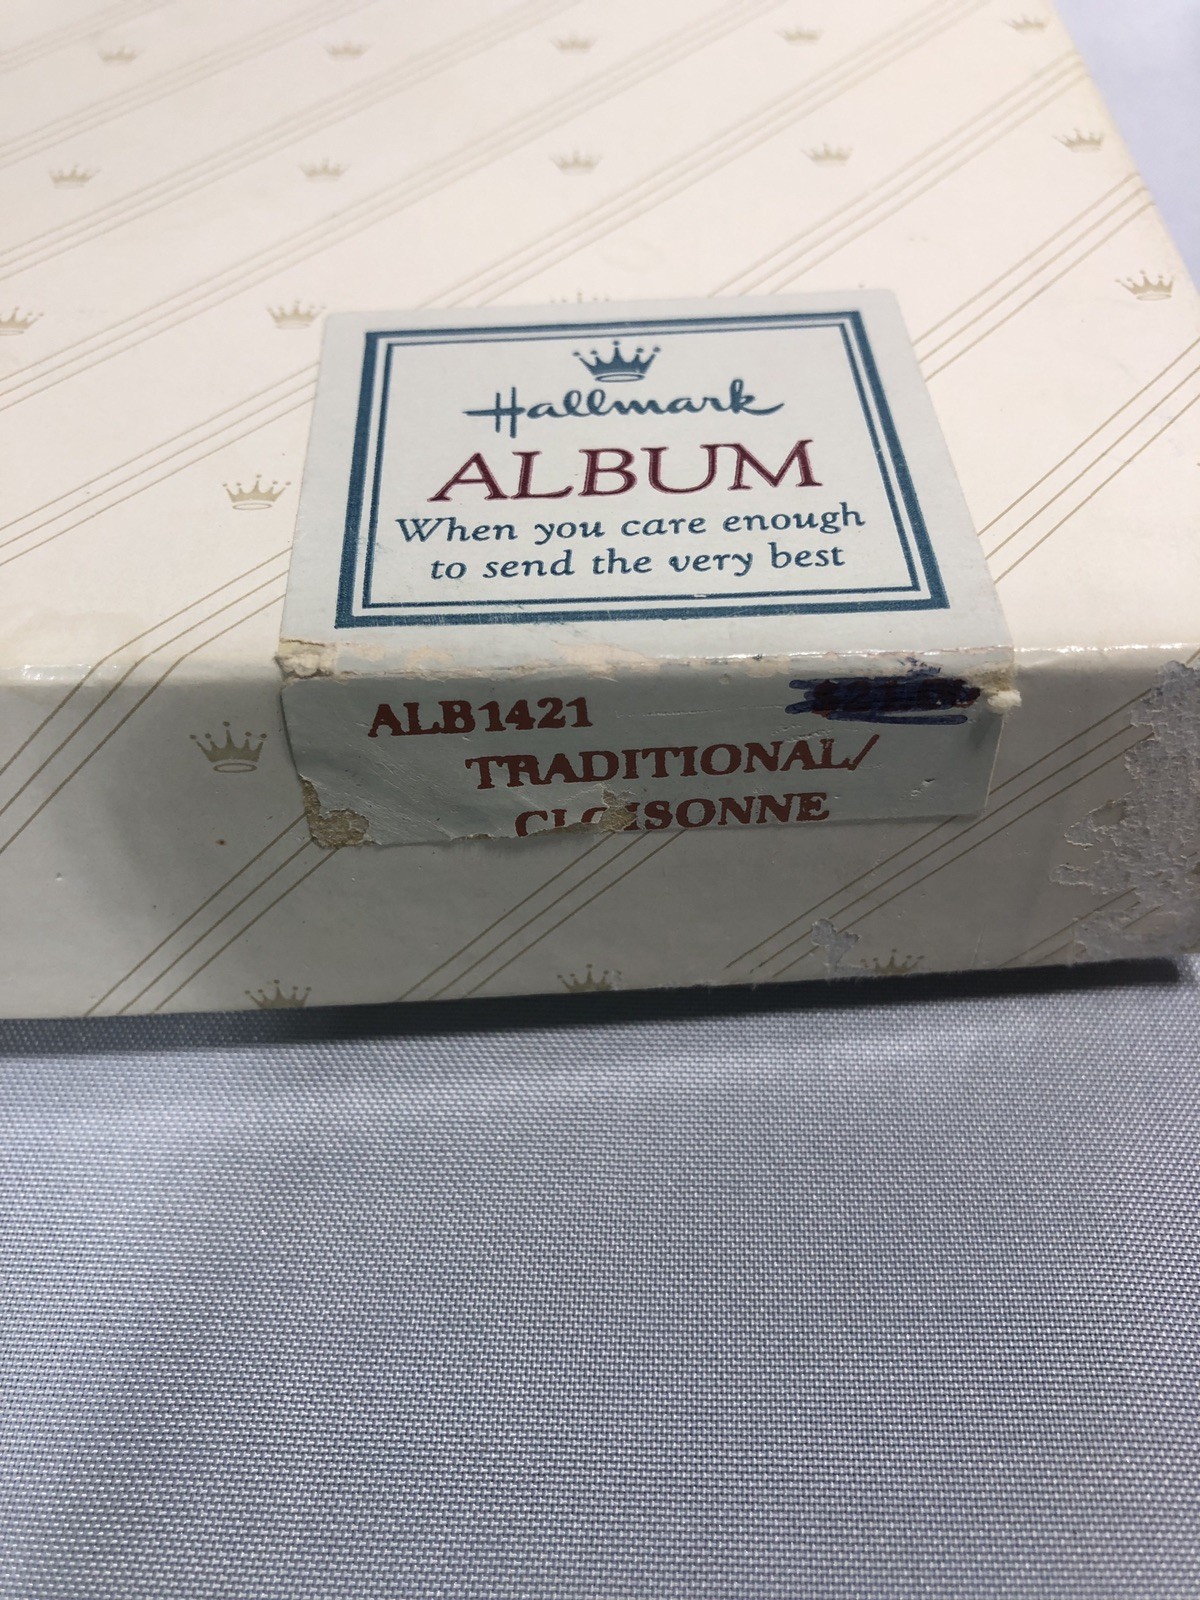 Hallmark
ALBUM
When you care enough
to send the very best
ALB1421
TRADITIONAL/
CLOISONNE